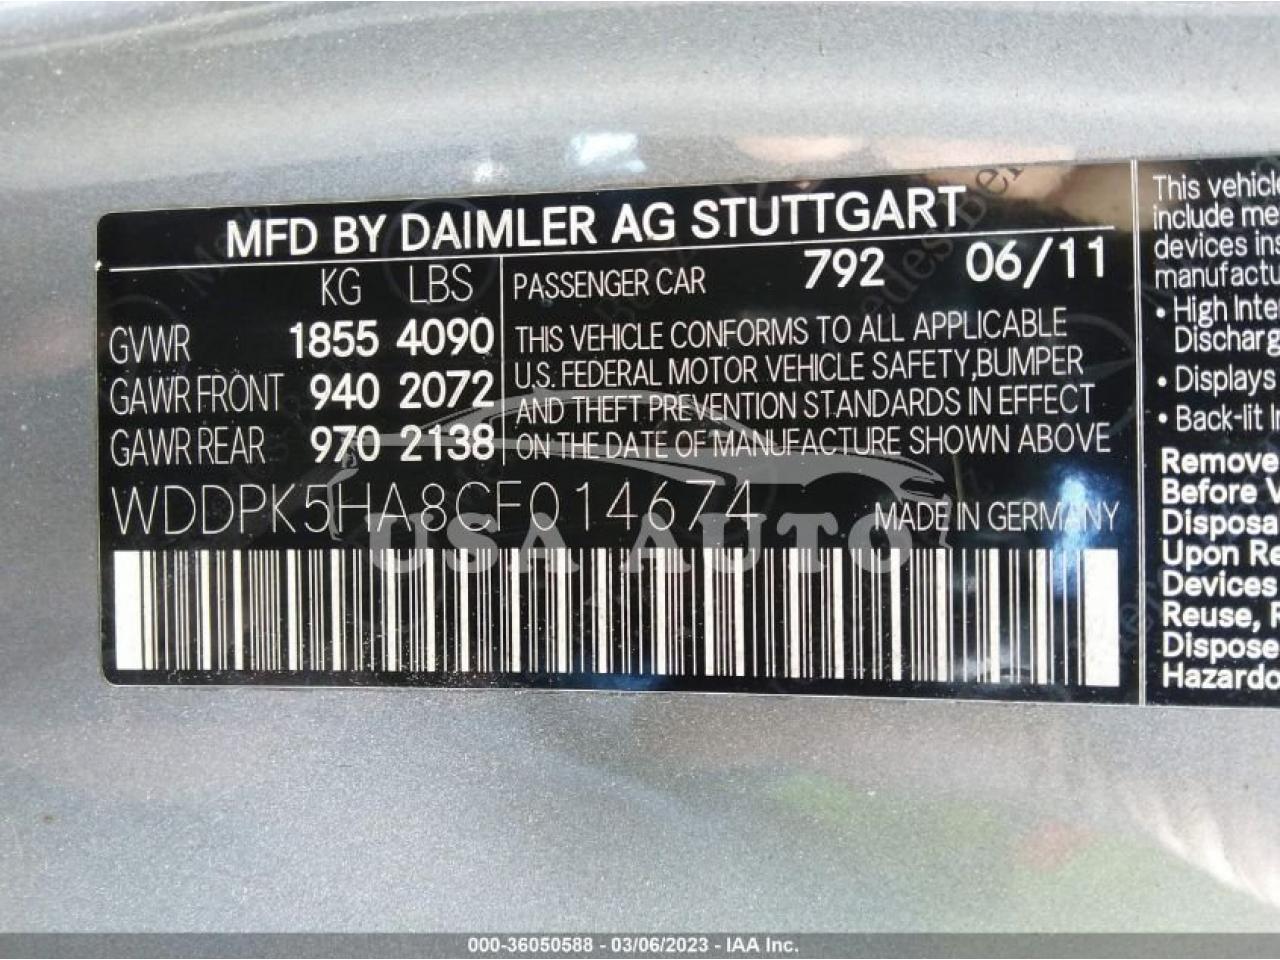 MFD BY DAIMLER AG STUTTGART
KG LBS
PASSENGER CAR 792 06/11
GVWR 1855 4090
GAWR FRONT 940 2072
GAWR REAR 970 2138
THIS VEHICLE CONFORMS TO ALL APPLICABLE
U.S. FEDERAL MOTOR VEHICLE SAFETY,BUMPER
AND THEFT PREVENTION STANDARDS IN EFFECT
ON THE DATE OF MANUFACTURE SHOWN ABOVE
WDDPK5HA8CF014674 MADE IN GERMANY
USA AUTO
This vehicle
include me
devices ins
manufactu
• High Inte
Discharg
• Displays
• Back-lit I
Remove
Before V
Disposa
Upon Re
Devices
Reuse, R
Dispose
Hazardo
000-36050588 - 03/06/2023 - IAA Inc.